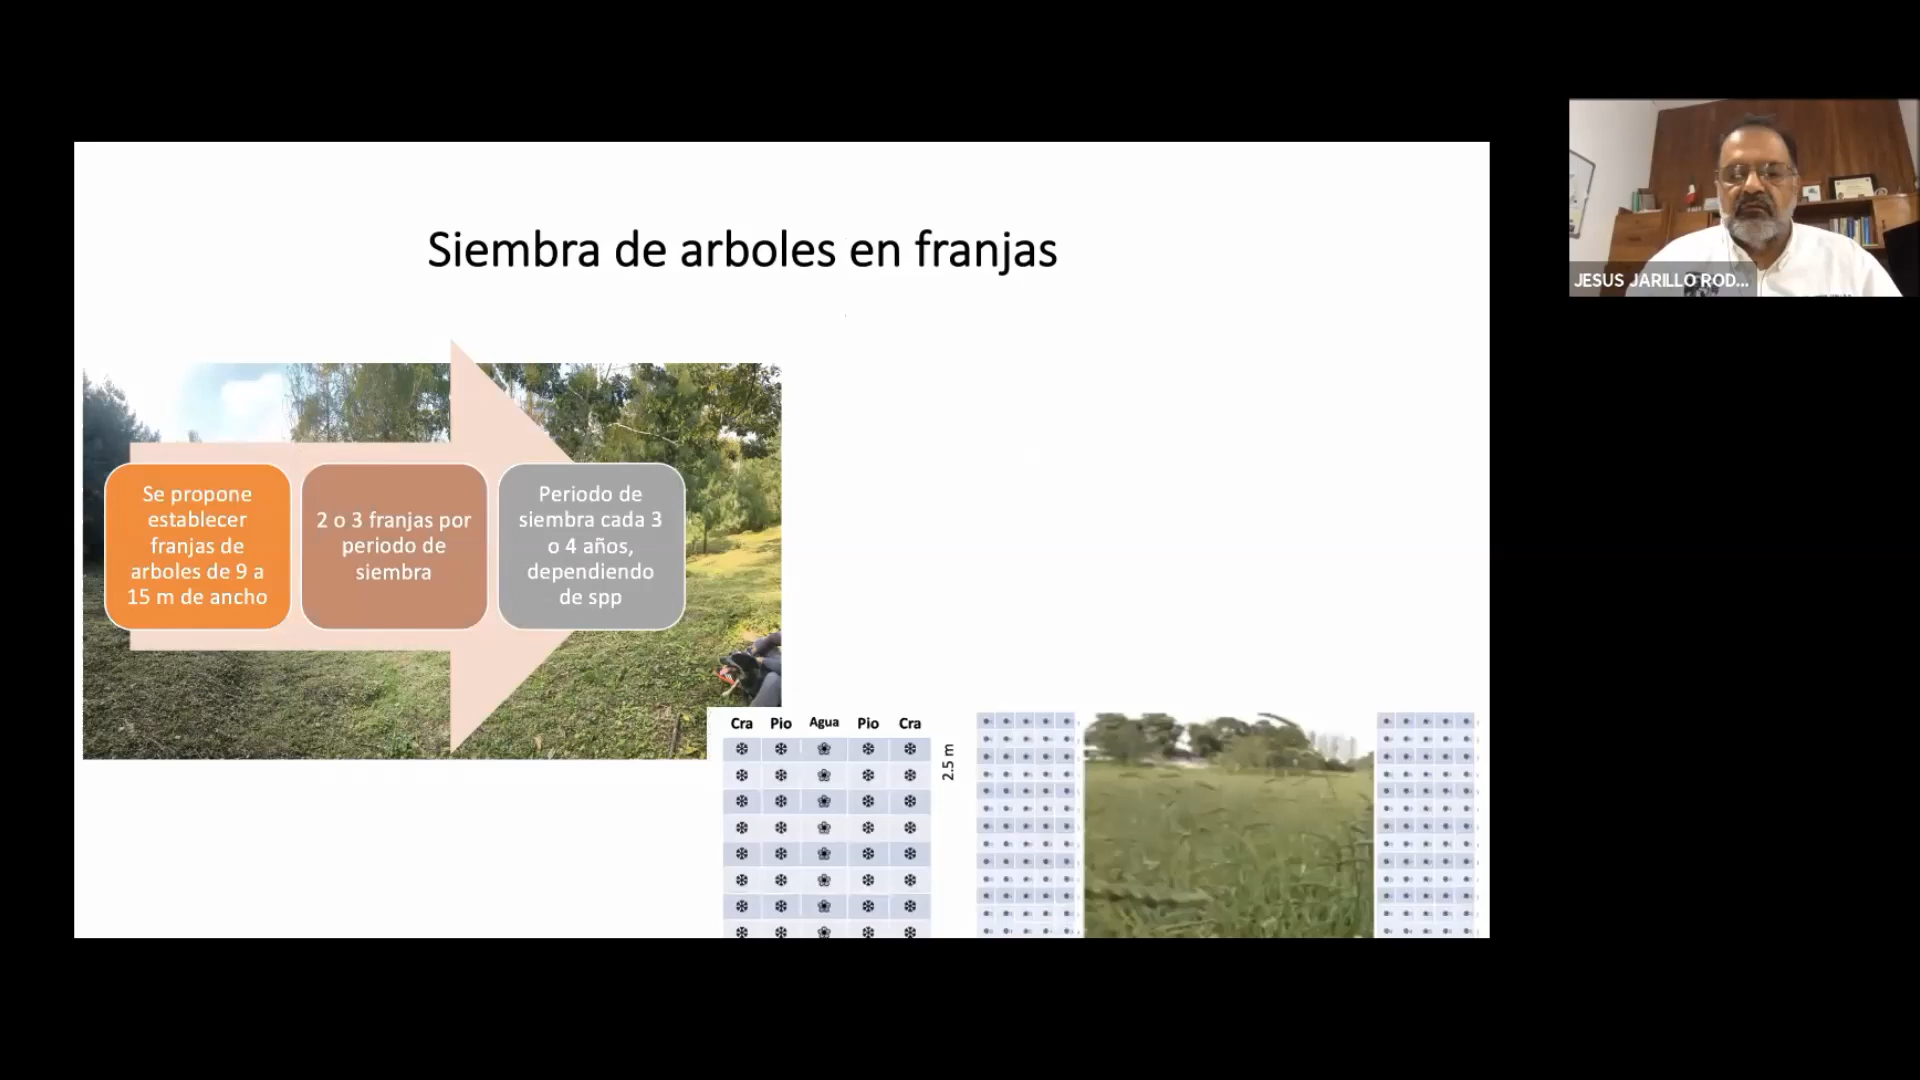 Siembra de arboles en franjas
JESUS JARILLO ROD...
Se propone
establecer
franjas de
arboles de 9 a
15 m de ancho
2 o 3 franjas por
periodo de
siembra
Periodo de
siembra cada 3
o 4 años,
dependiendo
de spp
Cra Pio Agua Pio Cra
2.5 m